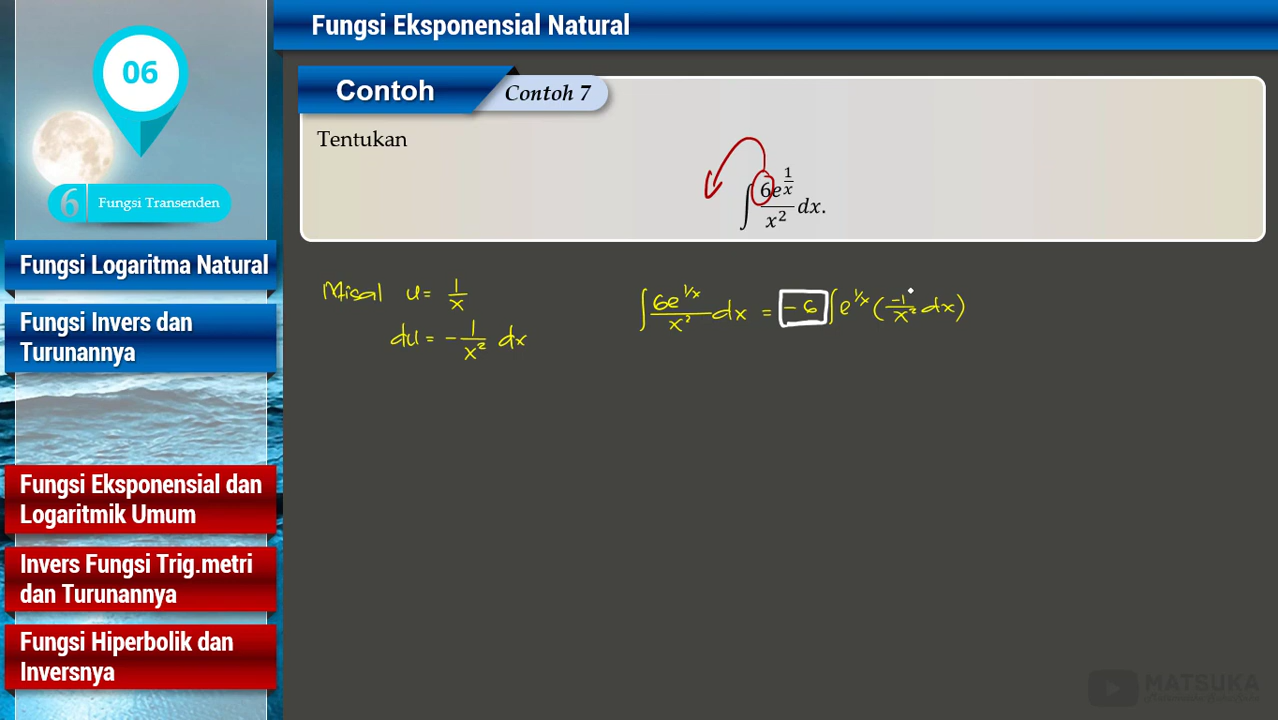 Fungsi Eksponensial Natural
06
6 Fungsi Transenden
Fungsi Logaritma Natural
Fungsi Invers dan
Turunannya
Fungsi Eksponensial dan
Logaritmik Umum
Invers Fungsi Trig.metri
dan Turunannya
Fungsi Hiperbolik dan
Inversnya
Contoh
Contoh 7
Tentukan
∫ 6e^(1/x) / x² dx.
Misal u = 1/x
du = -1/x² dx
∫ 6e^(1/x) / x² dx = -6 ∫ e^(1/x) (-1/x² dx)
MATSUKA